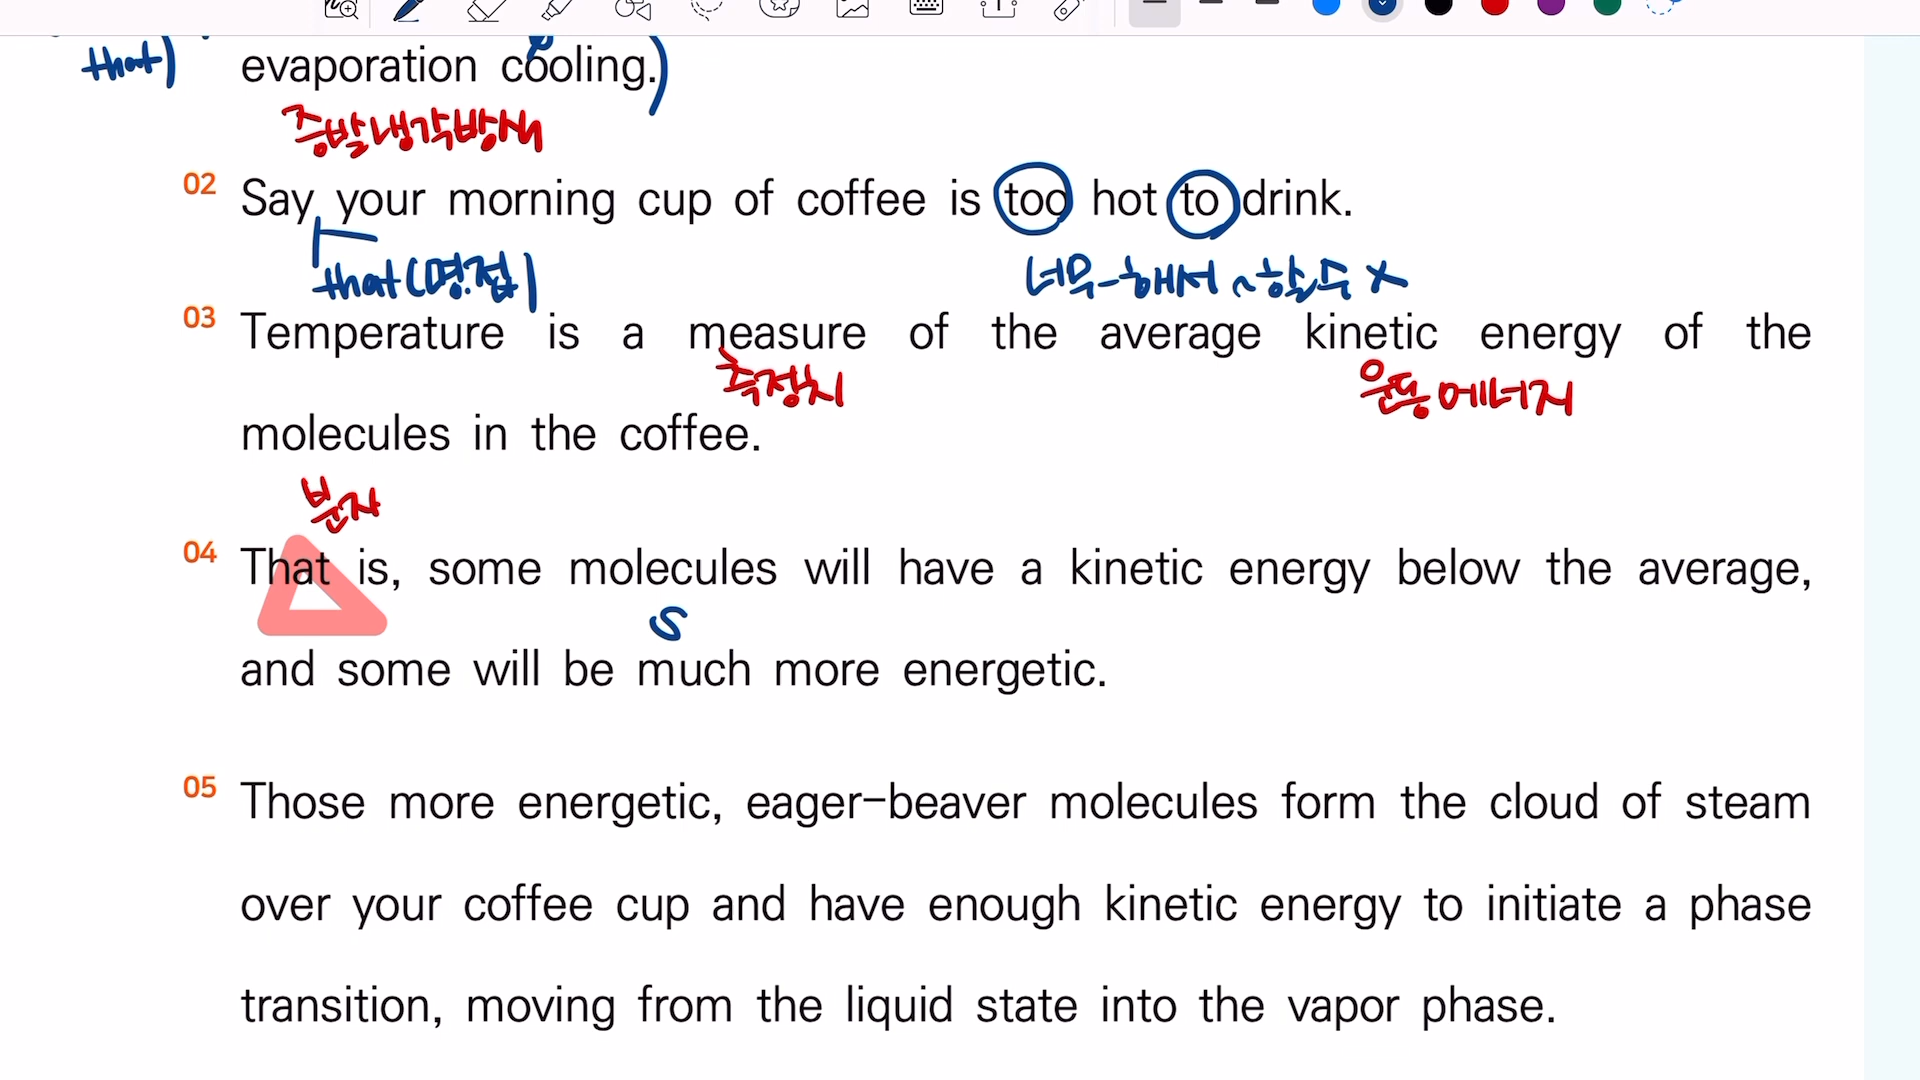 that)
evaporation cooling.)
증발냉각방식
02 Say your morning cup of coffee is too hot to drink.
that(명.접) 너무-해서 ~할수 X
03 Temperature is a measure of the average kinetic energy of the
측정치 운동에너지
molecules in the coffee.
분자
04 That is, some molecules will have a kinetic energy below the average,
S
and some will be much more energetic.
05 Those more energetic, eager-beaver molecules form the cloud of steam
over your coffee cup and have enough kinetic energy to initiate a phase
transition, moving from the liquid state into the vapor phase.